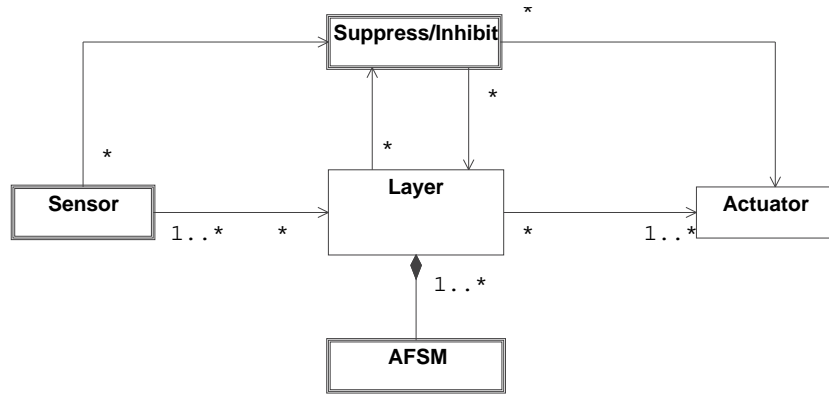 *
Suppress/Inhibit
*
*
*
Sensor
Layer
Actuator
1..*
*
*
1..*
1..*
AFSM